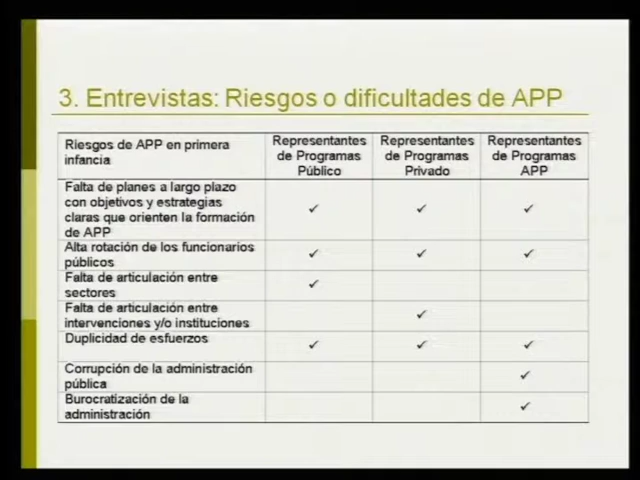 3. Entrevistas: Riesgos o dificultades de APP
Riesgos de APP en primera
infancia
Representantes
de Programas
Público
Representantes
de Programas
Privado
Representantes
de Programas
APP
Falta de planes a largo plazo
con objetivos y estrategias
claras que orienten la formación
de APP
✓ ✓ ✓
Alta rotación de los funcionarios
públicos
✓ ✓ ✓
Falta de articulación entre
sectores
✓
Falta de articulación entre
intervenciones y/o instituciones
✓
Duplicidad de esfuerzos
✓ ✓ ✓
Corrupción de la administración
pública
✓
Burocratización de la
administración
✓